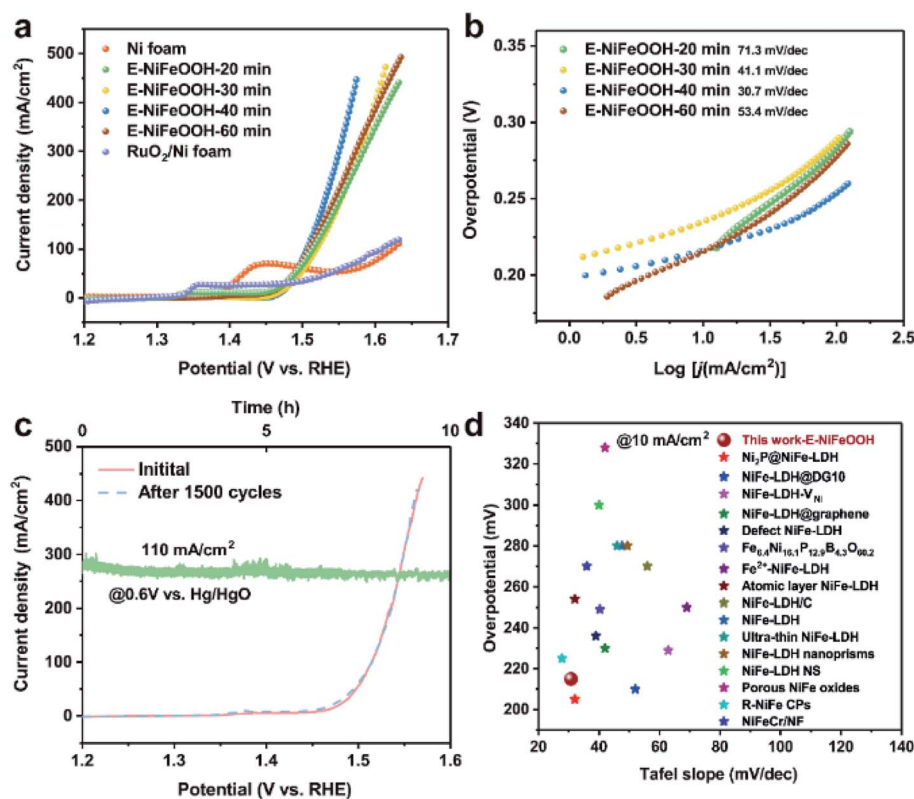 a
Ni foam
E-NiFeOOH-20 min
E-NiFeOOH-30 min
E-NiFeOOH-40 min
E-NiFeOOH-60 min
RuO₂/Ni foam
Current density (mA/cm²)
500
400
300
200
100
0
1.2 1.3 1.4 1.5 1.6 1.7
Potential (V vs. RHE)
b
E-NiFeOOH-20 min 71.3 mV/dec
E-NiFeOOH-30 min 41.1 mV/dec
E-NiFeOOH-40 min 30.7 mV/dec
E-NiFeOOH-60 min 53.4 mV/dec
Overpotential (V)
0.35
0.30
0.25
0.20
0.0 0.5 1.0 1.5 2.0 2.5
Log [j(mA/cm²)]
c
Time (h)
0 5 10
Initital
After 1500 cycles
110 mA/cm²
@0.6V vs. Hg/HgO
Current density (mA/cm²)
500
400
300
200
100
0
1.2 1.3 1.4 1.5 1.6
Potential (V vs. RHE)
d
@10 mA/cm²
This work-E-NiFeOOH
Ni₂P@NiFe-LDH
NiFe-LDH@DG10
NiFe-LDH-V_Ni
NiFe-LDH@graphene
Defect NiFe-LDH
Fe₆.₄Ni₁₆.₁P₁₂.₉B₄.₃O₆₀.₂
Fe²⁺-NiFe-LDH
Atomic layer NiFe-LDH
NiFe-LDH/C
NiFe-LDH
Ultra-thin NiFe-LDH
NiFe-LDH nanoprisms
NiFe-LDH NS
Porous NiFe oxides
R-NiFe CPs
NiFeCr/NF
Overpotential (mV)
340
320
300
280
260
240
220
200
20 40 60 80 100 120 140
Tafel slope (mV/dec)